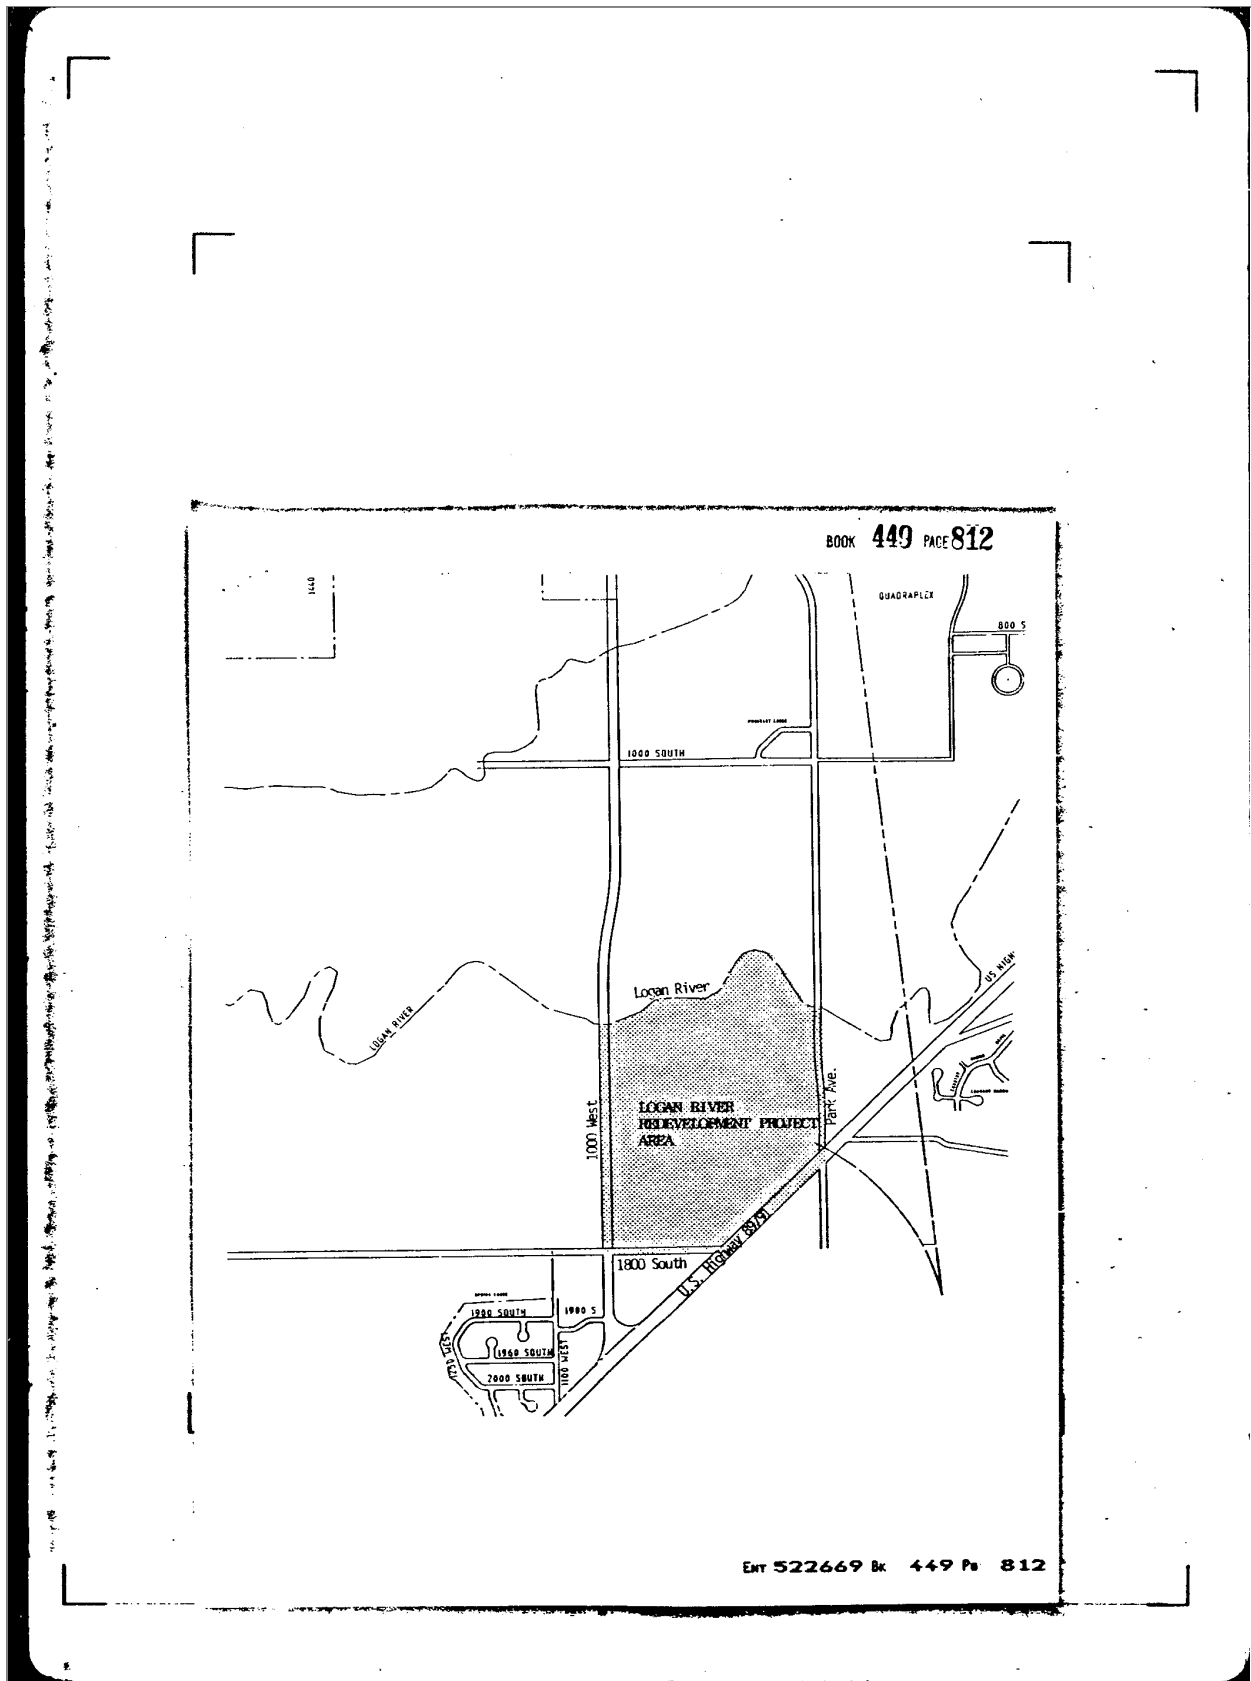 BOOK 449 PAGE 812
1440
QUADRAPLEX
800 S
1000 SOUTH
US HIGH
Logan River
LOGAN RIVER
Park Ave.
1000 West
LOGAN RIVER
REDEVELOPMENT PROJECT
AREA
U.S. Highway 89/91
1800 South
1900 SOUTH
1980 S
1250 WEST
1960 SOUTH
1100 WEST
2000 SOUTH
ENT 522669 BK 449 PG 812